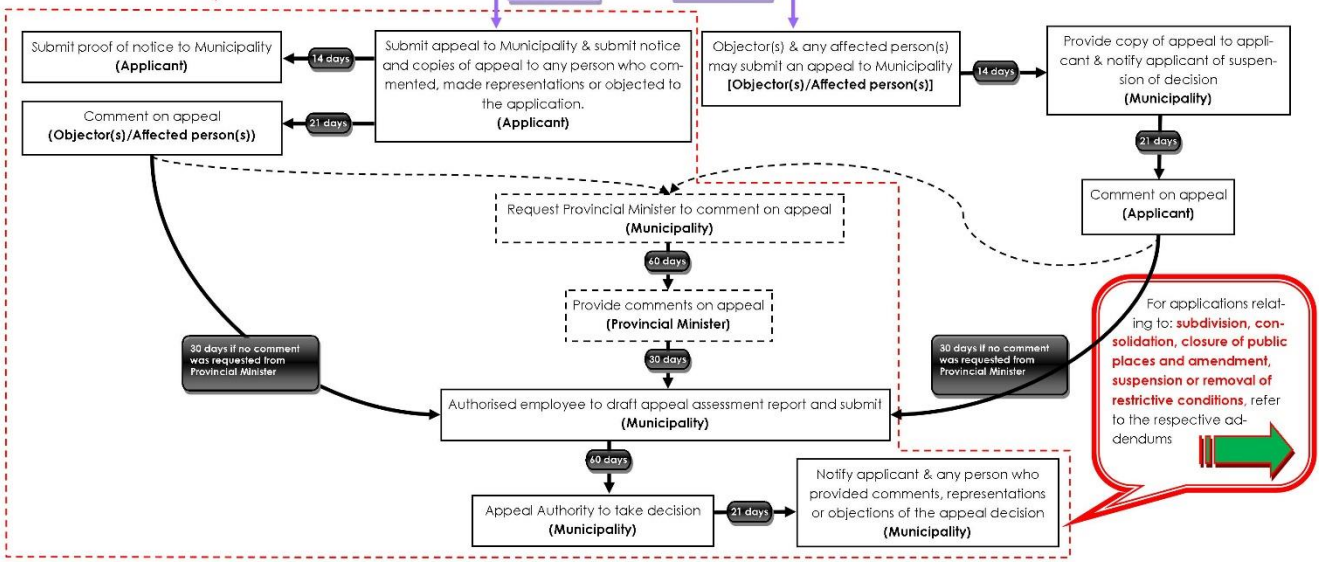 Submit proof of notice to Municipality
(Applicant)
14 days
Submit appeal to Municipality & submit notice
and copies of appeal to any person who com-
mented, made representations or objected to
the application.
(Applicant)
Objector(s) & any affected person(s)
may submit an appeal to Municipality
[Objector(s)/Affected person(s)]
14 days
Provide copy of appeal to appli-
cant & notify applicant of suspen-
sion of decision
(Municipality)
Comment on appeal
(Objector(s)/Affected person(s))
21 days
21 days
Request Provincial Minister to comment on appeal
(Municipality)
Comment on appeal
(Applicant)
60 days
Provide comments on appeal
(Provincial Minister)
30 days if no comment
was requested from
Provincial Minister
30 days
30 days if no comment
was requested from
Provincial Minister
For applications relat-
ing to: subdivision, con-
solidation, closure of public
places and amendment,
suspension or removal of
restrictive conditions, refer
to the respective ad-
dendums
Authorised employee to draft appeal assessment report and submit
(Municipality)
60 days
Appeal Authority to take decision
(Municipality)
21 days
Notify applicant & any person who
provided comments, representations
or objections of the appeal decision
(Municipality)